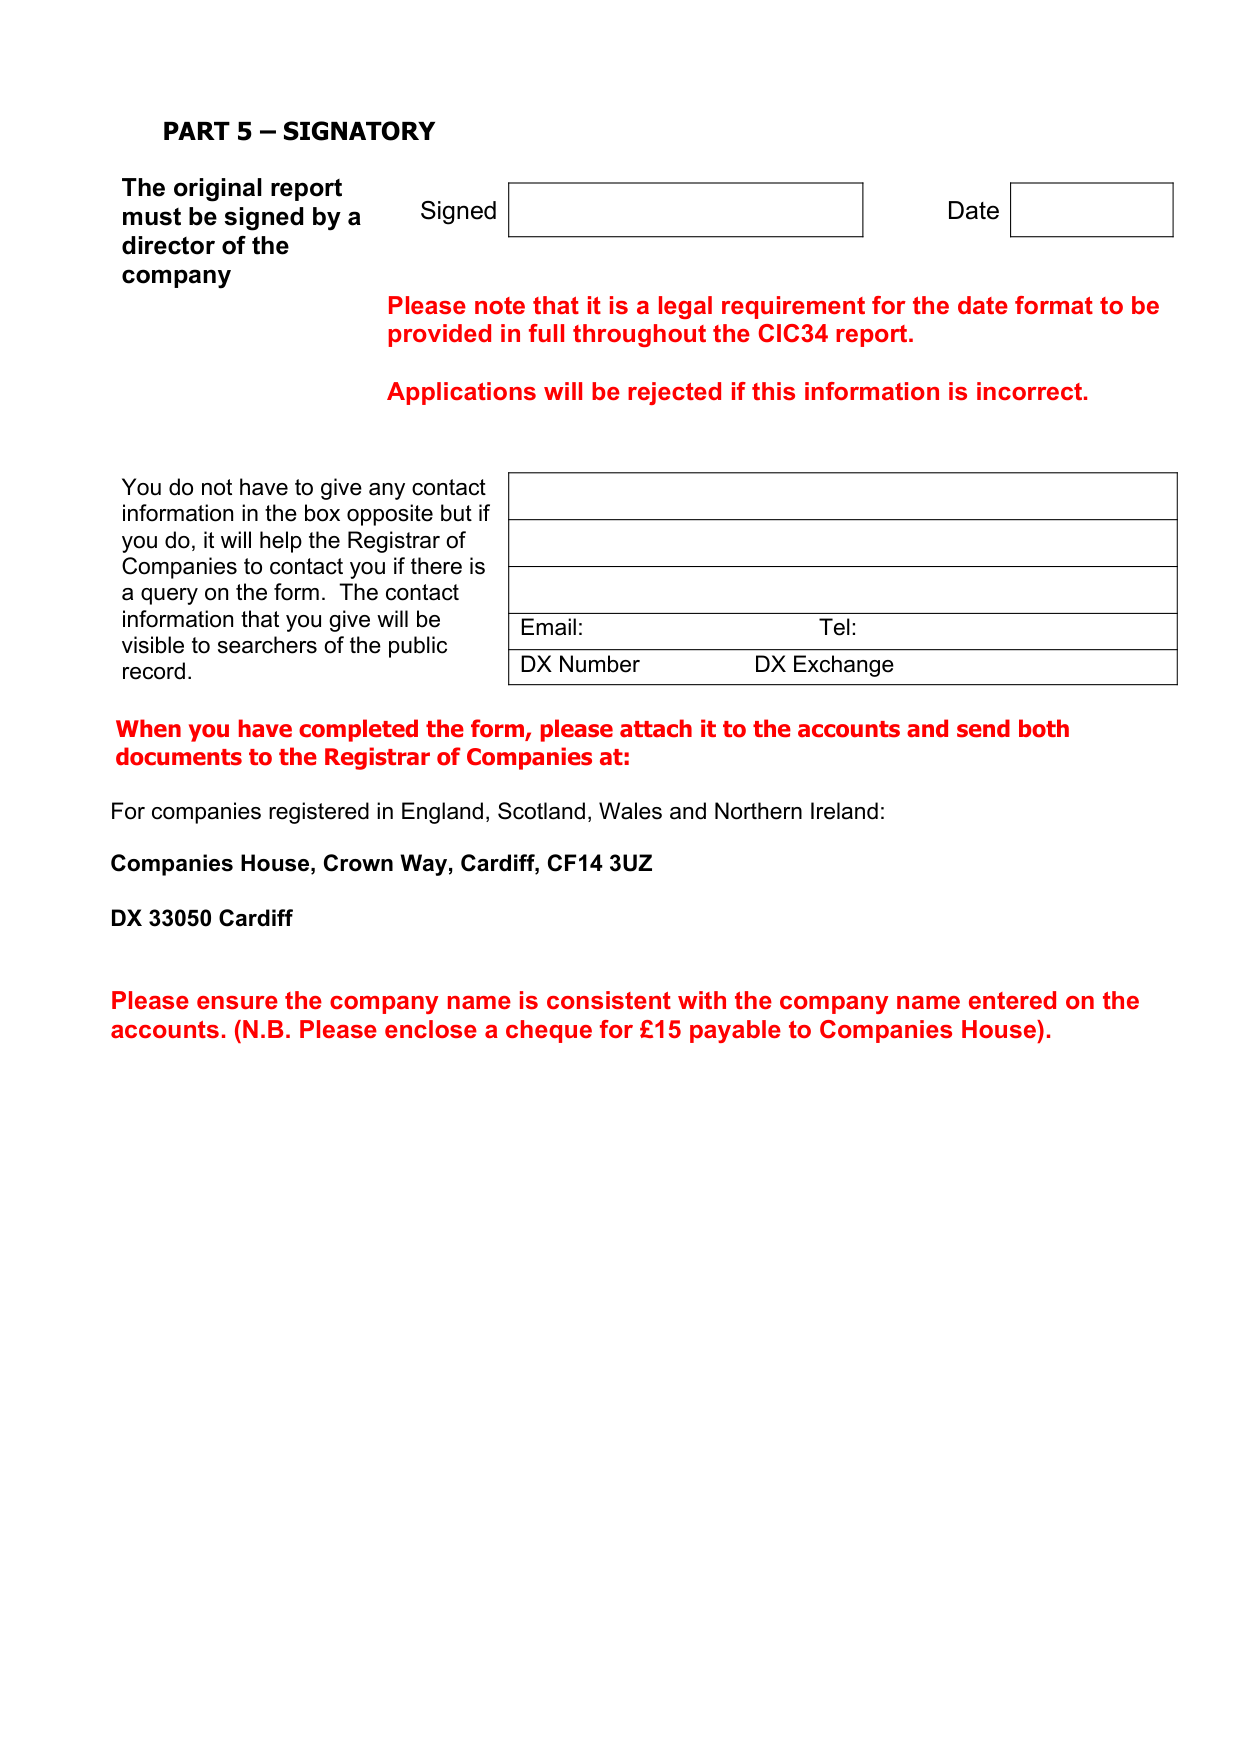 PART 5 – SIGNATORY
The original report
must be signed by a
director of the
company
Signed
Date
Please note that it is a legal requirement for the date format to be
provided in full throughout the CIC34 report.
Applications will be rejected if this information is incorrect.
You do not have to give any contact
information in the box opposite but if
you do, it will help the Registrar of
Companies to contact you if there is
a query on the form.  The contact
information that you give will be
visible to searchers of the public
record.
Email: Tel:
DX Number DX Exchange
When you have completed the form, please attach it to the accounts and send both
documents to the Registrar of Companies at:
For companies registered in England, Scotland, Wales and Northern Ireland:
Companies House, Crown Way, Cardiff, CF14 3UZ
DX 33050 Cardiff
Please ensure the company name is consistent with the company name entered on the
accounts. (N.B. Please enclose a cheque for £15 payable to Companies House).